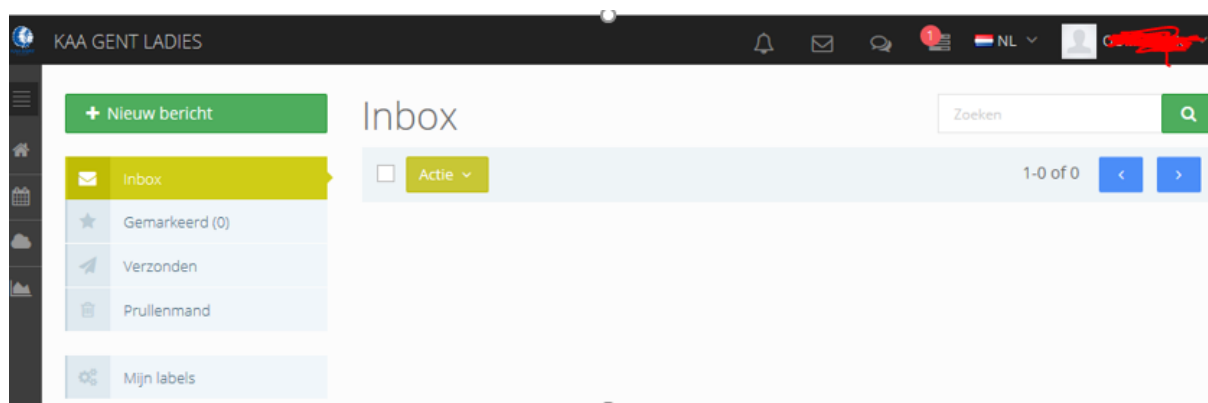 KAA GENT LADIES
1
NL
+ Nieuw bericht
Inbox
Zoeken
Inbox
Actie
1-0 of 0
Gemarkeerd (0)
Verzonden
Prullenmand
Mijn labels